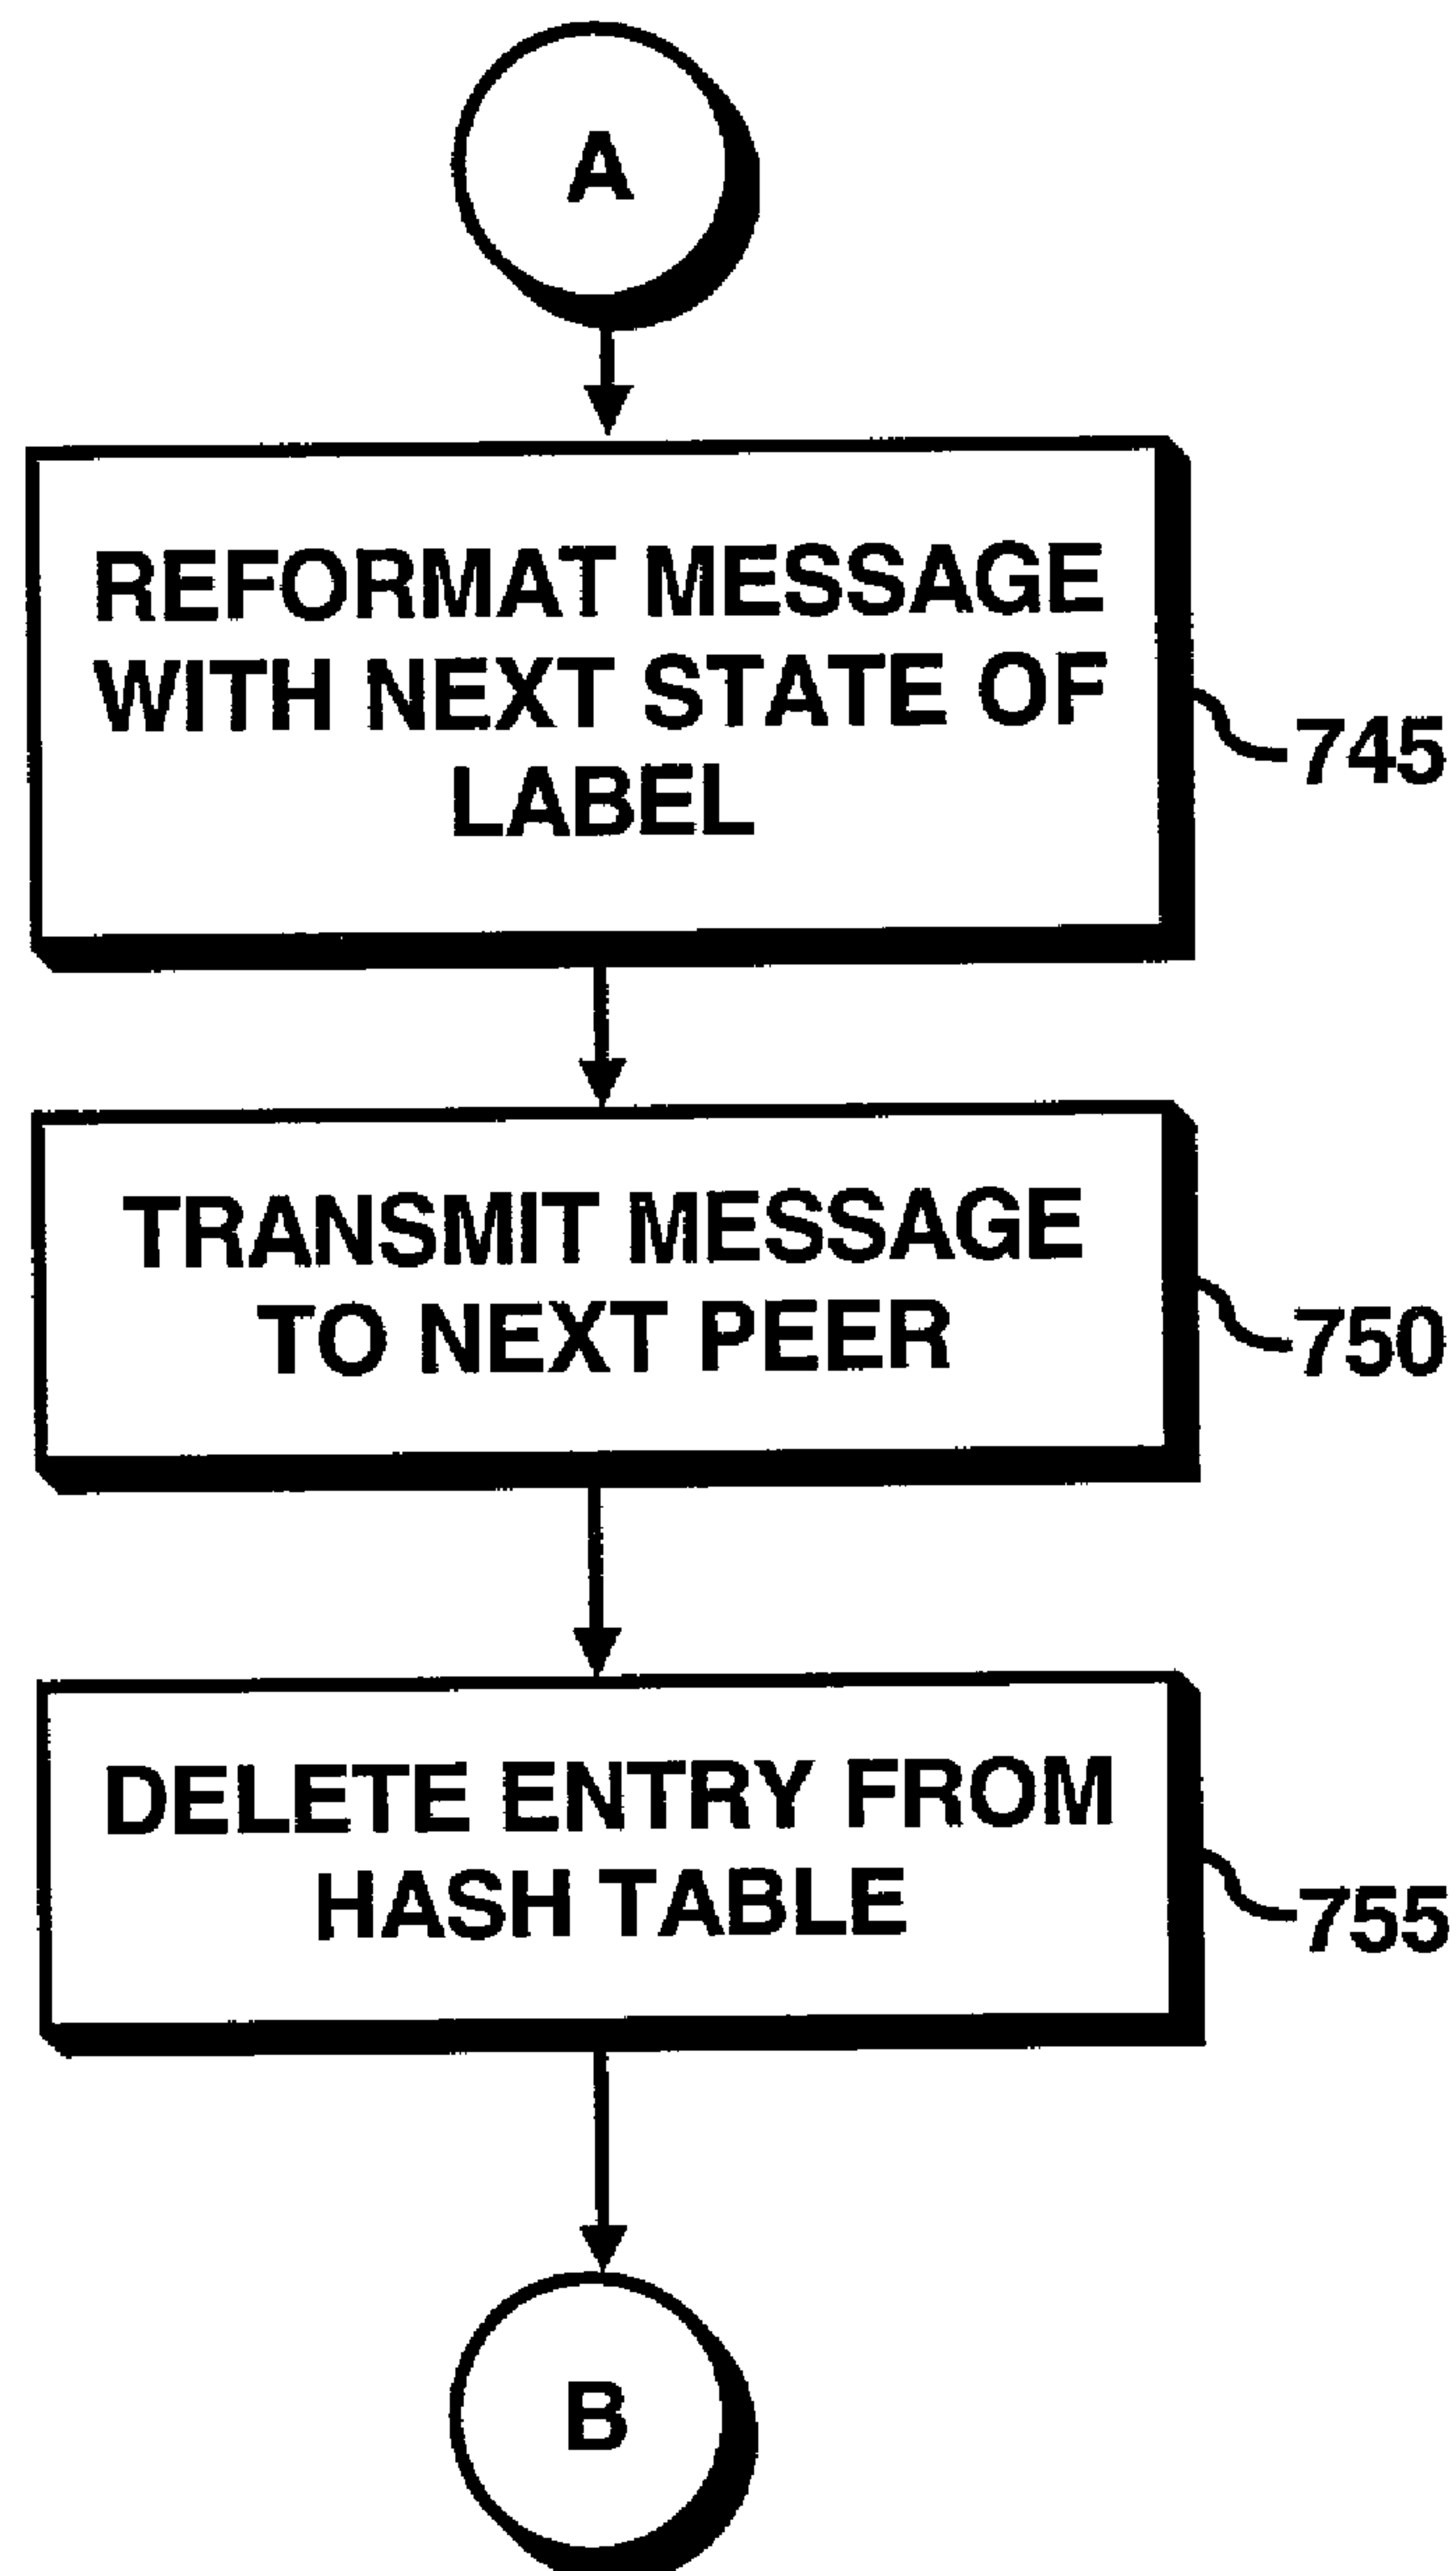 A
REFORMAT MESSAGE
WITH NEXT STATE OF
LABEL
745
TRANSMIT MESSAGE
TO NEXT PEER
750
DELETE ENTRY FROM
HASH TABLE
755
B